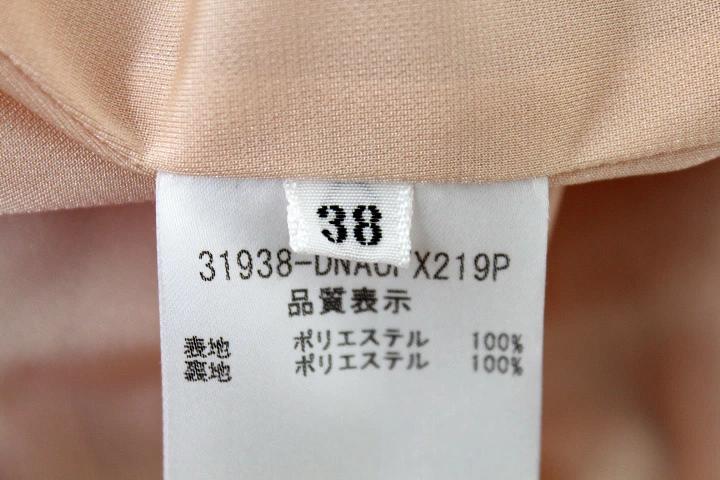 38
31938-DNAOFX219P
品質表示
表地 ポリエステル 100%
裏地 ポリエステル 100%